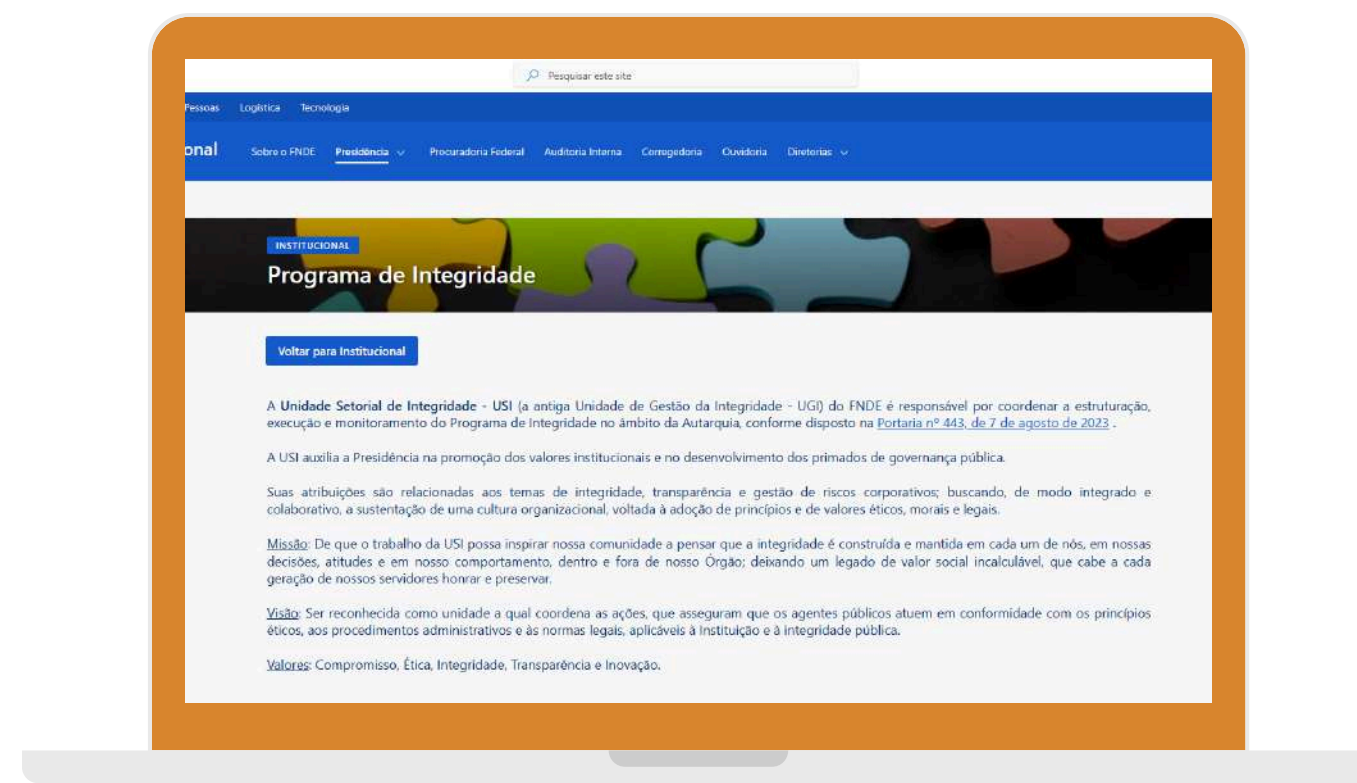 Pesquisar este site
Pessoas Logística Tecnologia
onal Sobre o FNDE Presidência Procuradoria Federal Auditoria Interna Corregedoria Ouvidoria Diretorias
INSTITUCIONAL
Programa de Integridade
Voltar para Institucional
A Unidade Setorial de Integridade - USI (a antiga Unidade de Gestão da Integridade - UGI) do FNDE é responsável por coordenar a estruturação,
execução e monitoramento do Programa de Integridade no âmbito da Autarquia, conforme disposto na Portaria nº 443, de 7 de agosto de 2023 .
A USI auxilia a Presidência na promoção dos valores institucionais e no desenvolvimento dos primados de governança pública.
Suas atribuições são relacionadas aos temas de integridade, transparência e gestão de riscos corporativos; buscando, de modo integrado e
colaborativo, a sustentação de uma cultura organizacional, voltada à adoção de princípios e de valores éticos, morais e legais.
Missão: De que o trabalho da USI possa inspirar nossa comunidade a pensar que a integridade é construída e mantida em cada um de nós, em nossas
decisões, atitudes e em nosso comportamento, dentro e fora de nosso Órgão; deixando um legado de valor social incalculável, que cabe a cada
geração de nossos servidores honrar e preservar.
Visão: Ser reconhecida como unidade a qual coordena as ações, que asseguram que os agentes públicos atuem em conformidade com os princípios
éticos, aos procedimentos administrativos e às normas legais, aplicáveis à Instituição e à integridade pública.
Valores: Compromisso, Ética, Integridade, Transparência e Inovação.